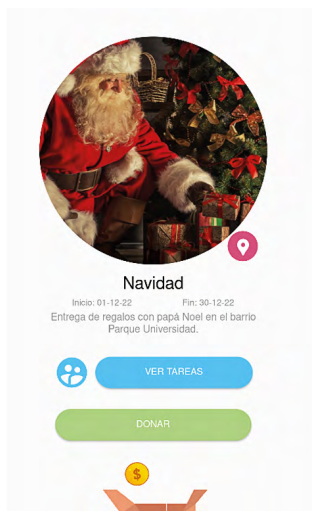 Navidad
Inicio: 01-12-22 Fin: 30-12-22
Entrega de regalos con papá Noel en el barrio
Parque Universidad.
VER TAREAS
DONAR
$